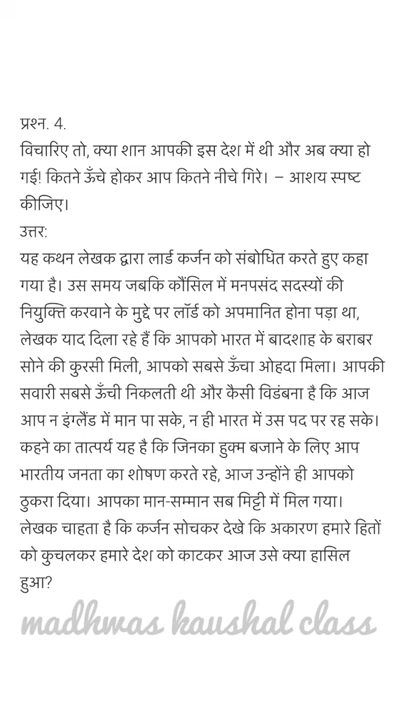 प्रश्न. 4.
विचारिए तो, क्या शान आपकी इस देश में थी और अब क्या हो
गई! कितने ऊँचे होकर आप कितने नीचे गिरे। – आशय स्पष्ट
कीजिए।
उत्तर:
यह कथन लेखक द्वारा लार्ड कर्जन को संबोधित करते हुए कहा
गया है। उस समय जबकि कौंसिल में मनपसंद सदस्यों की
नियुक्ति करवाने के मुद्दे पर लॉर्ड को अपमानित होना पड़ा था,
लेखक याद दिला रहे हैं कि आपको भारत में बादशाह के बराबर
सोने की कुरसी मिली, आपको सबसे ऊँचा ओहदा मिला। आपकी
सवारी सबसे ऊँची निकलती थी और कैसी विडंबना है कि आज
आप न इंग्लैंड में मान पा सके, न ही भारत में उस पद पर रह सके।
कहने का तात्पर्य यह है कि जिनका हुक्म बजाने के लिए आप
भारतीय जनता का शोषण करते रहे, आज उन्होंने ही आपको
ठुकरा दिया। आपका मान-सम्मान सब मिट्टी में मिल गया।
लेखक चाहता है कि कर्जन सोचकर देखे कि अकारण हमारे हितों
को कुचलकर हमारे देश को काटकर आज उसे क्या हासिल
हुआ?
madhwas kaushal class